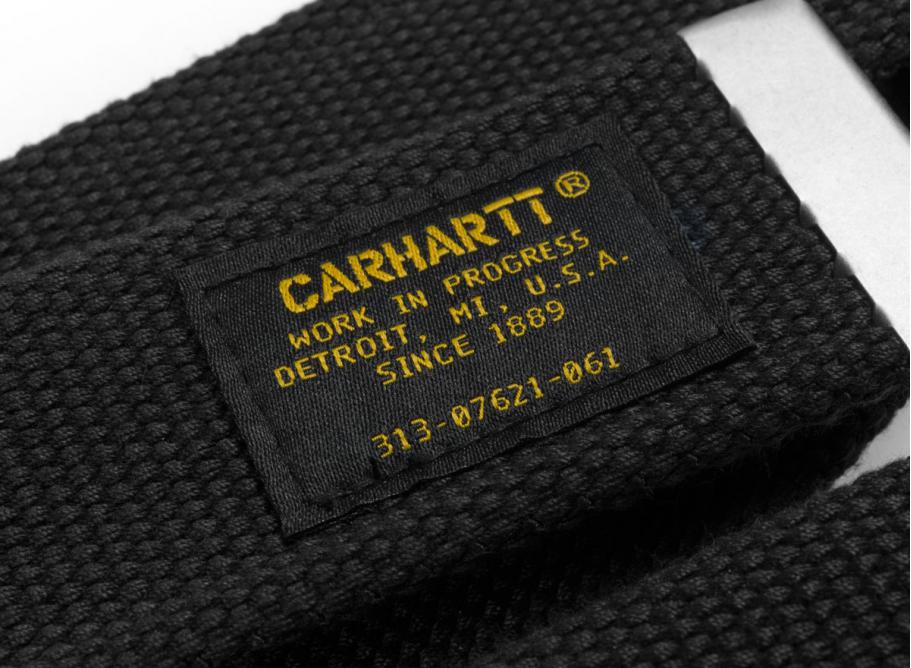 CARHARTT®
WORK IN PROGRESS
DETROIT, MI, U.S.A.
SINCE 1889
313-07621-061